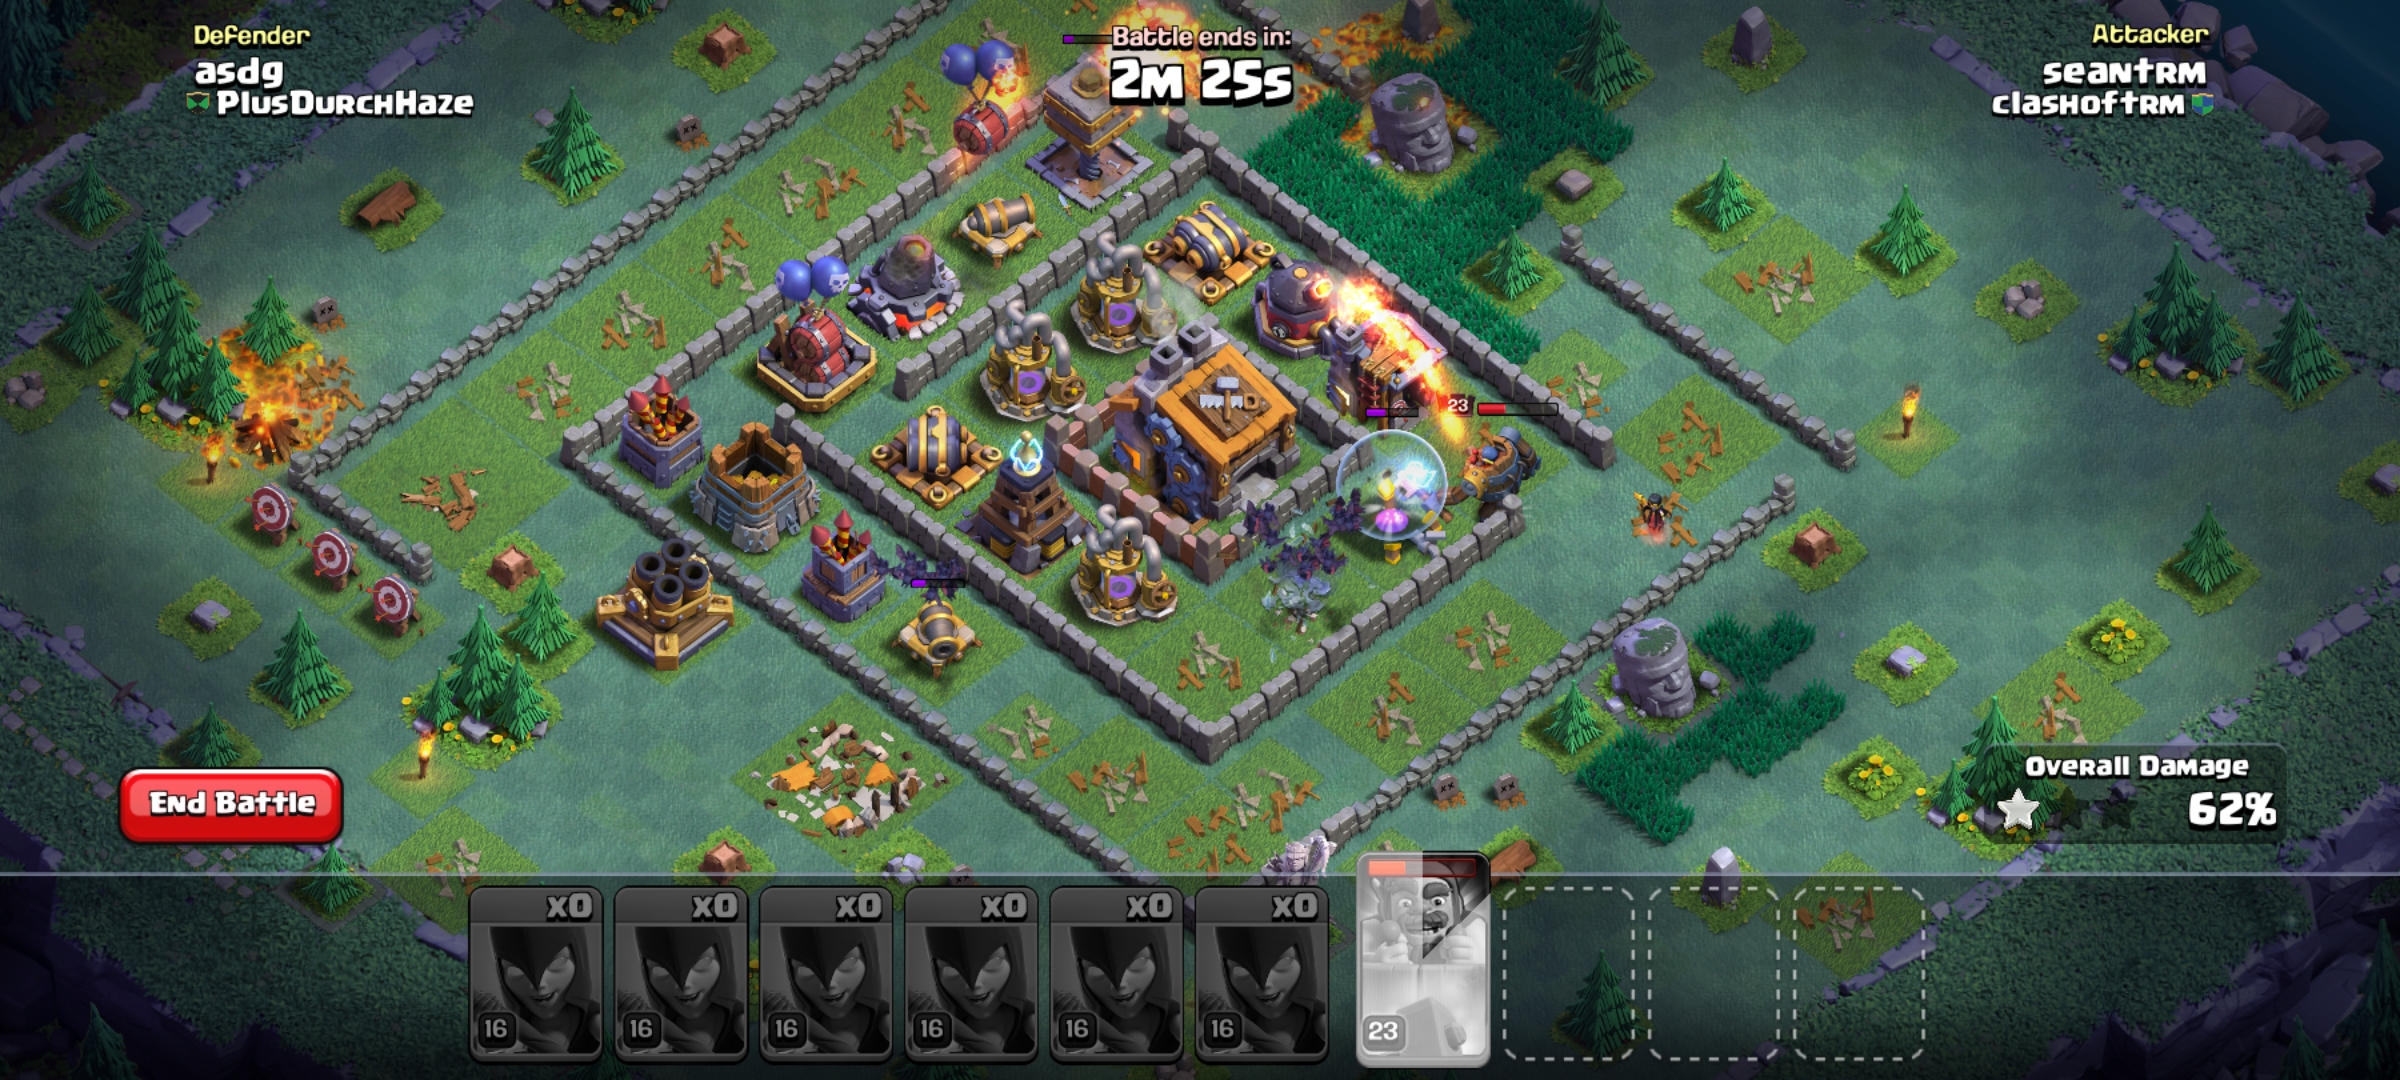 Defender
asdg
PlusDurchHaze
Battle ends in:
2m 25s
Attacker
seantRM
clashoftRM
23
End Battle
Overall Damage
62%
x0
x0
x0
x0
x0
x0
16
16
16
16
16
16
23